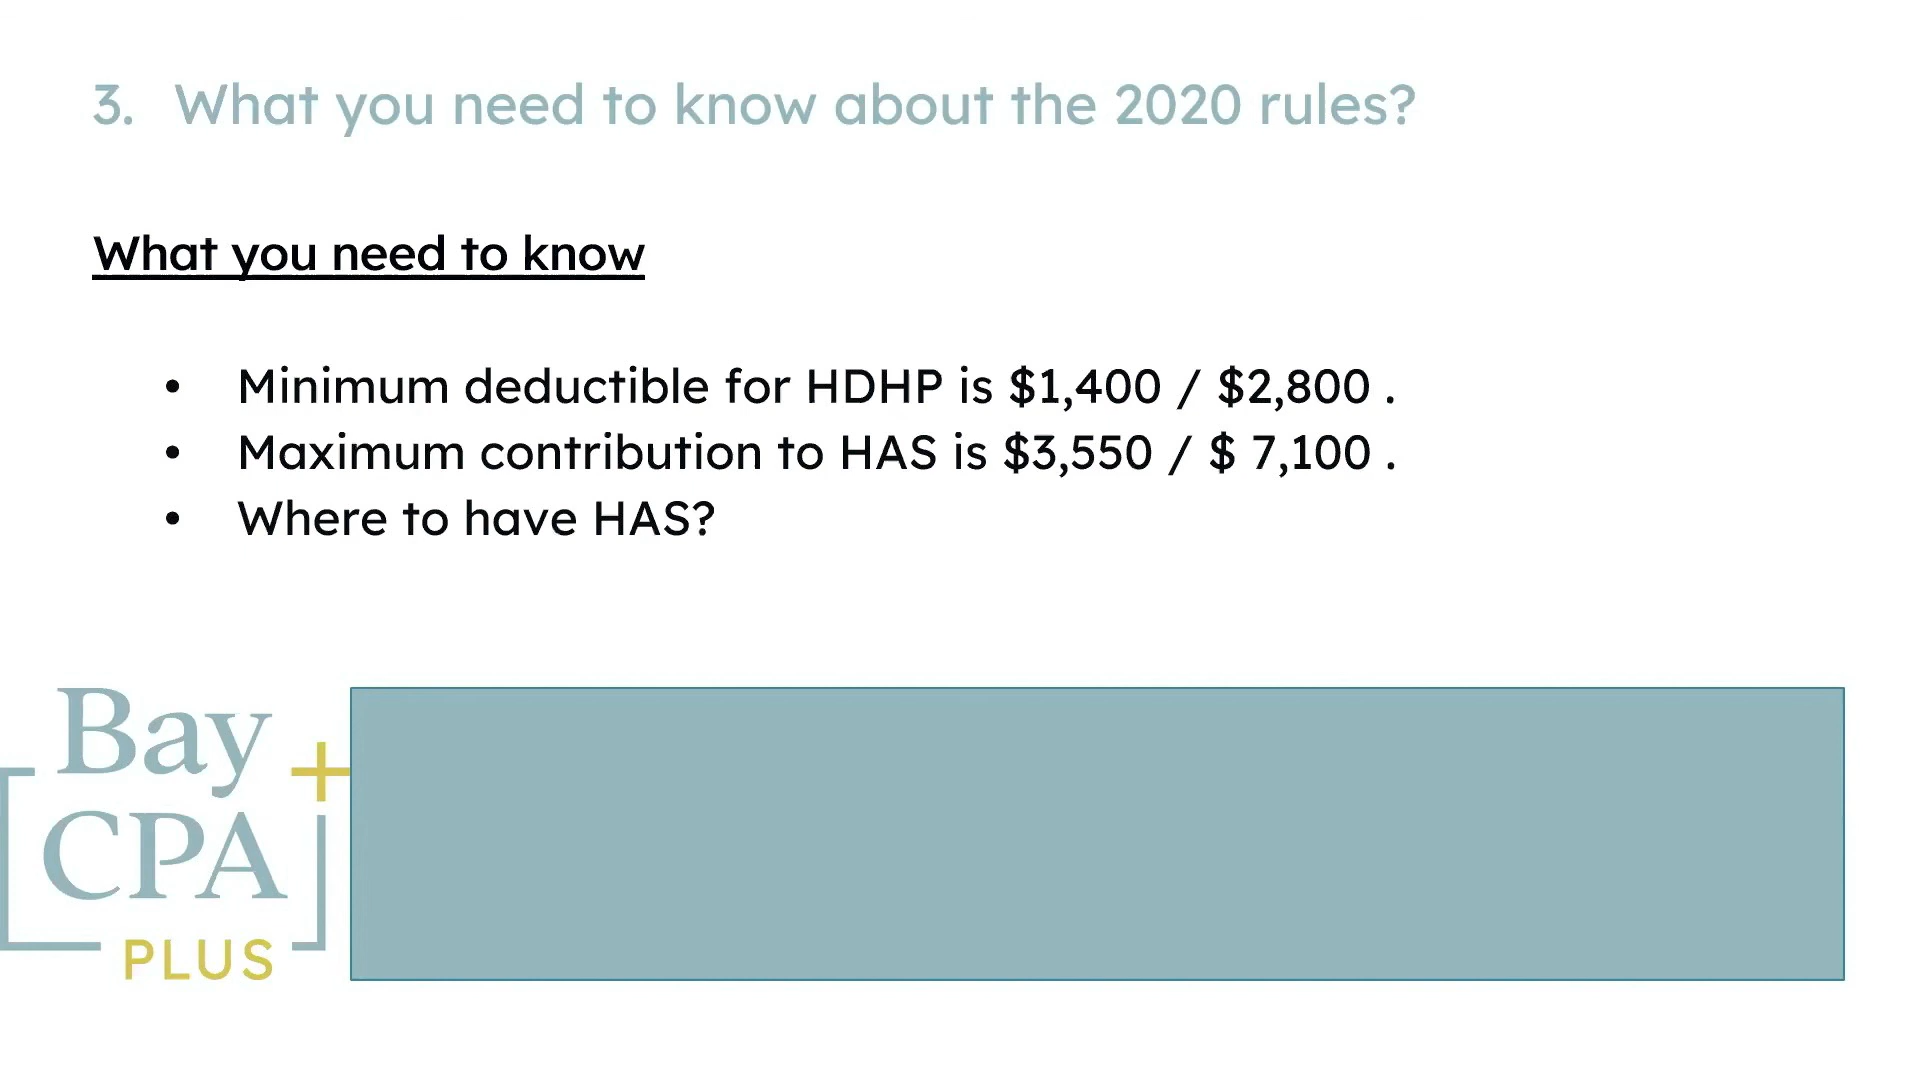 3. What you need to know about the 2020 rules?
What you need to know
• Minimum deductible for HDHP is $1,400 / $2,800 .
• Maximum contribution to HAS is $3,550 / $ 7,100 .
• Where to have HAS?
Bay
CPA
PLUS